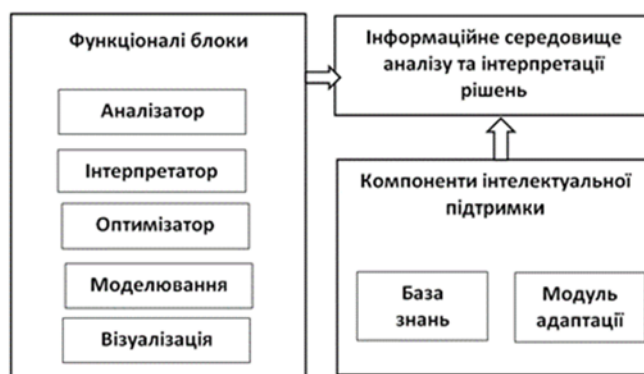 Функціоналі блоки
Аналізатор
Інтерпретатор
Оптимізатор
Моделювання
Візуалізація
Інформаційне середовище
аналізу та інтерпретації
рішень
Компоненти інтелектуальної
підтримки
База
знань
Модуль
адаптації